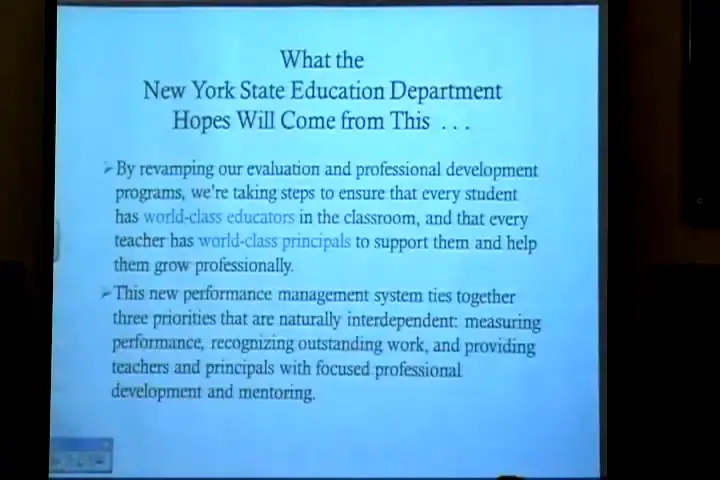 What the
New York State Education Department
Hopes Will Come from This . . .
➢By revamping our evaluation and professional development
programs, we're taking steps to ensure that every student
has world-class educators in the classroom, and that every
teacher has world-class principals to support them and help
them grow professionally.
➢This new performance management system ties together
three priorities that are naturally interdependent: measuring
performance, recognizing outstanding work, and providing
teachers and principals with focused professional
development and mentoring.